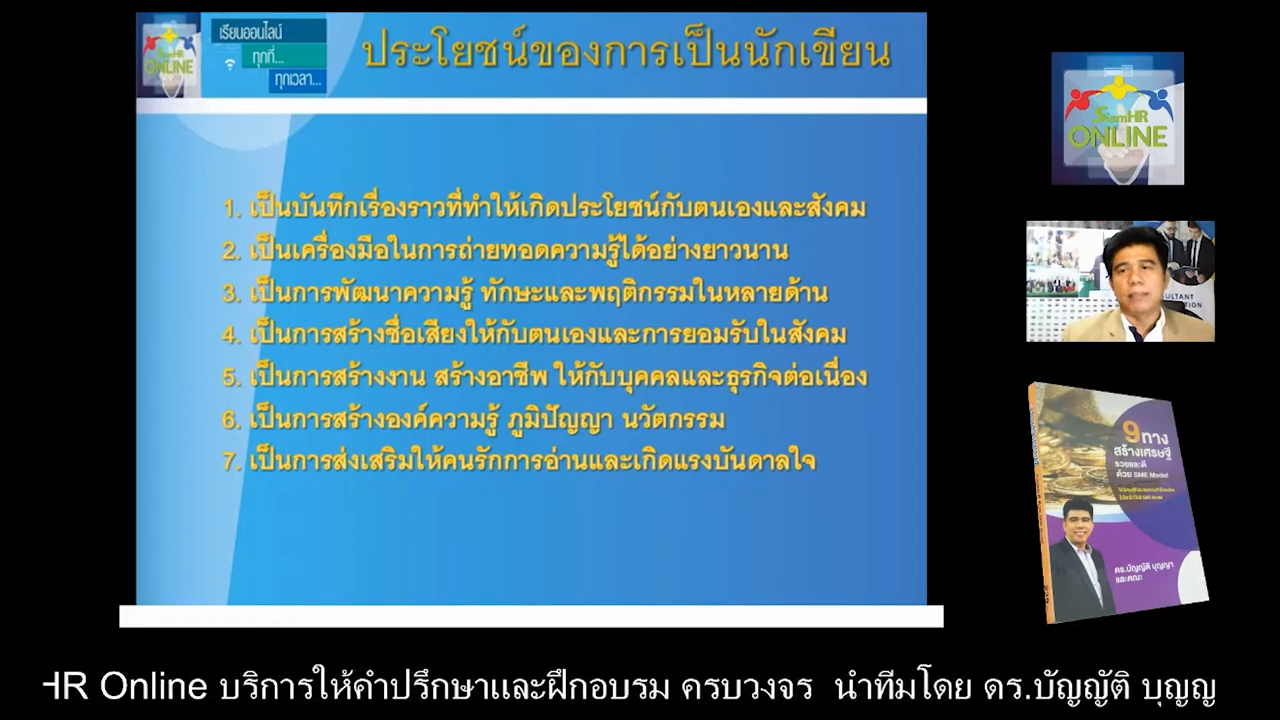 เรียนออนไลน์
ทุกที่...
ทุกเวลา...
SiamHR
ONLINE
ประโยชน์ของการเป็นนักเขียน
1. เป็นบันทึกเรื่องราวที่ทำให้เกิดประโยชน์กับตนเองและสังคม
2. เป็นเครื่องมือในการถ่ายทอดความรู้ได้อย่างยาวนาน
3. เป็นการพัฒนาความรู้ ทักษะและพฤติกรรมในหลายด้าน
4. เป็นการสร้างชื่อเสียงให้กับตนเองและการยอมรับในสังคม
5. เป็นการสร้างงาน สร้างอาชีพ ให้กับบุคคลและธุรกิจต่อเนื่อง
6. เป็นการสร้างองค์ความรู้ ภูมิปัญญา นวัตกรรม
7. เป็นการส่งเสริมให้คนรักการอ่านและเกิดแรงบันดาลใจ
SiamHR
ONLINE
9ทาง
สร้างเศรษฐี
รวยและดี
ด้วย SME Model
ดร.บัญญัติ บุญญา
และคณะ
HR Online บริการให้คำปรึกษาและฝึกอบรม ครบวงจร นำทีมโดย ดร.บัญญัติ บุญญ